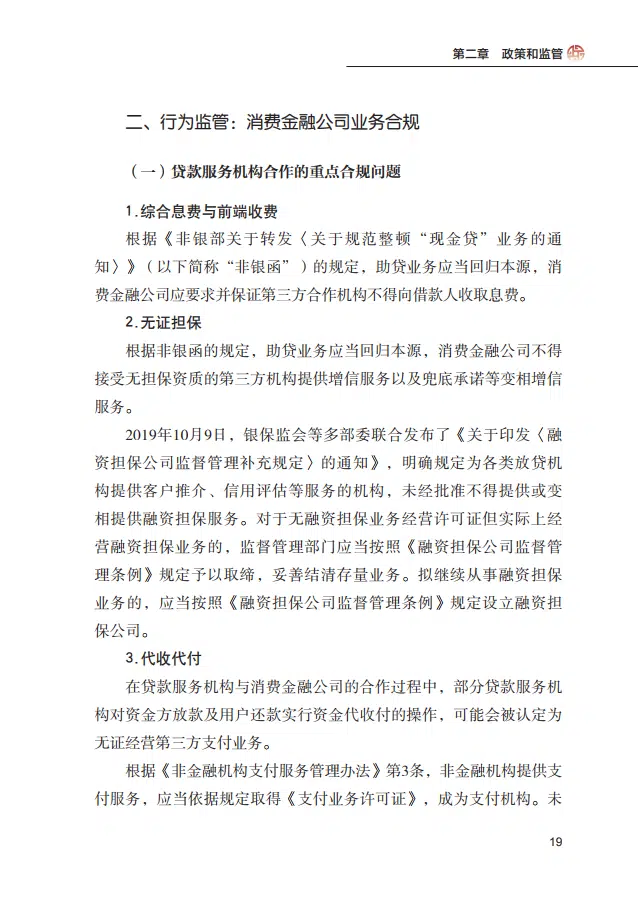 第二章 政策和监管
二、行为监管：消费金融公司业务合规
（一）贷款服务机构合作的重点合规问题
1.综合息费与前端收费
根据《非银部关于转发〈关于规范整顿“现金贷”业务的通
知〉》（以下简称“非银函”）的规定，助贷业务应当回归本源，消
费金融公司应要求并保证第三方合作机构不得向借款人收取息费。
2.无证担保
根据非银函的规定，助贷业务应当回归本源，消费金融公司不得
接受无担保资质的第三方机构提供增信服务以及兜底承诺等变相增信
服务。
2019年10月9日，银保监会等多部委联合发布了《关于印发〈融
资担保公司监督管理补充规定〉的通知》，明确规定为各类放贷机
构提供客户推介、信用评估等服务的机构，未经批准不得提供或变
相提供融资担保服务。对于无融资担保业务经营许可证但实际上经
营融资担保业务的，监督管理部门应当按照《融资担保公司监督管
理条例》规定予以取缔，妥善结清存量业务。拟继续从事融资担保
业务的，应当按照《融资担保公司监督管理条例》规定设立融资担
保公司。
3.代收代付
在贷款服务机构与消费金融公司的合作过程中，部分贷款服务机
构对资金方放款及用户还款实行资金代收付的操作，可能会被认定为
无证经营第三方支付业务。
根据《非金融机构支付服务管理办法》第3条，非金融机构提供支
付服务，应当依据规定取得《支付业务许可证》，成为支付机构。未
19